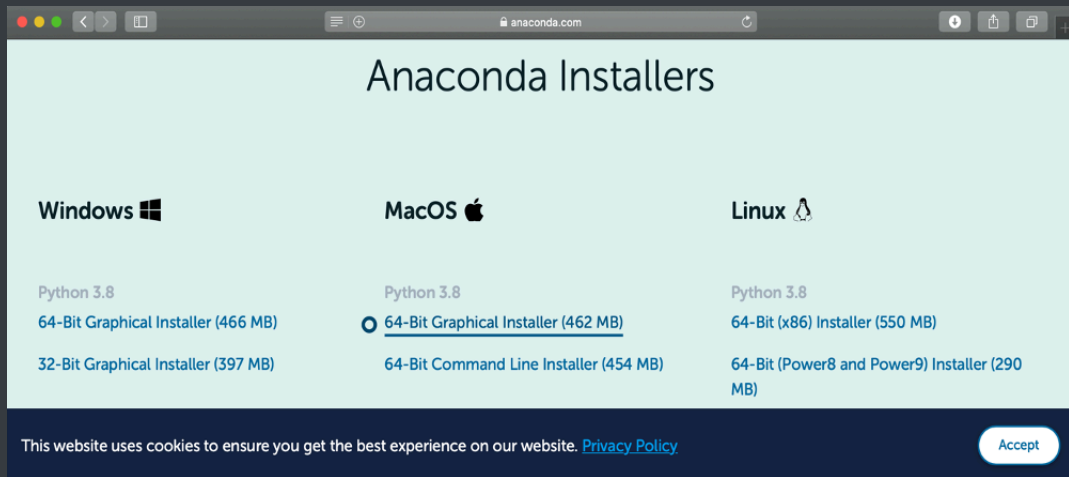 anaconda.com
Anaconda Installers
Windows
MacOS
Linux
Python 3.8
Python 3.8
Python 3.8
64-Bit Graphical Installer (466 MB)
64-Bit Graphical Installer (462 MB)
64-Bit (x86) Installer (550 MB)
32-Bit Graphical Installer (397 MB)
64-Bit Command Line Installer (454 MB)
64-Bit (Power8 and Power9) Installer (290
MB)
This website uses cookies to ensure you get the best experience on our website. Privacy Policy
Accept